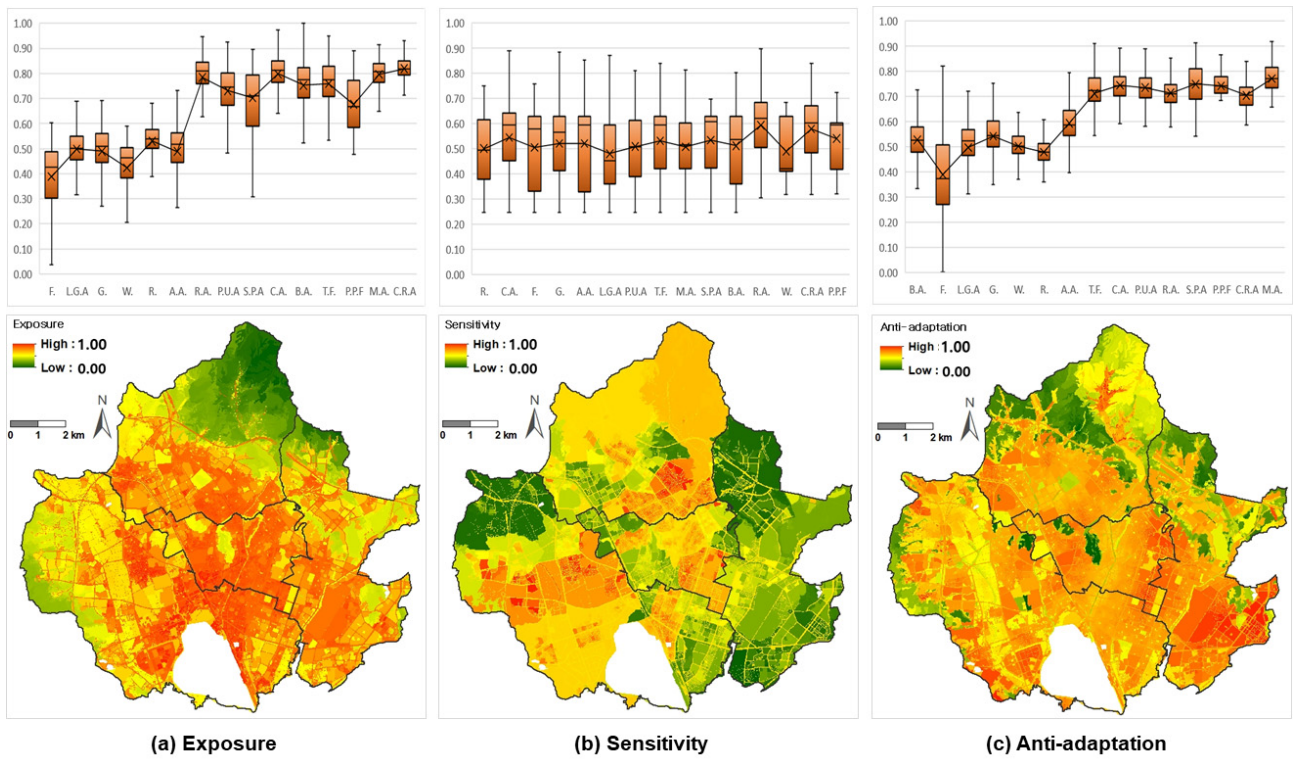 1.00
0.90
0.80
0.70
0.60
0.50
0.40
0.30
0.20
0.10
0.00
F. L.G.A G. W. R. A.A. R.A. P.U.A S.P.A C.A. B.A. T.F. P.P.F M.A. C.R.A
1.00
0.90
0.80
0.70
0.60
0.50
0.40
0.30
0.20
0.10
0.00
R. C.A. F. G. A.A. L.G.A P.U.A T.F. M.A. S.P.A B.A. R.A. W. C.R.A P.P.F
1.00
0.90
0.80
0.70
0.60
0.50
0.40
0.30
0.20
0.10
0.00
B.A. F. L.G.A G. W. R. A.A. T.F. C.A. P.U.A R.A. S.P.A P.P.F C.R.A M.A.
Exposure
High : 1.00
Low : 0.00
N
0 1 2 km
Sensitivity
High : 1.00
Low : 0.00
N
0 1 2 km
Anti-adaptation
High : 1.00
Low : 0.00
N
0 1 2 km
(a) Exposure
(b) Sensitivity
(c) Anti-adaptation